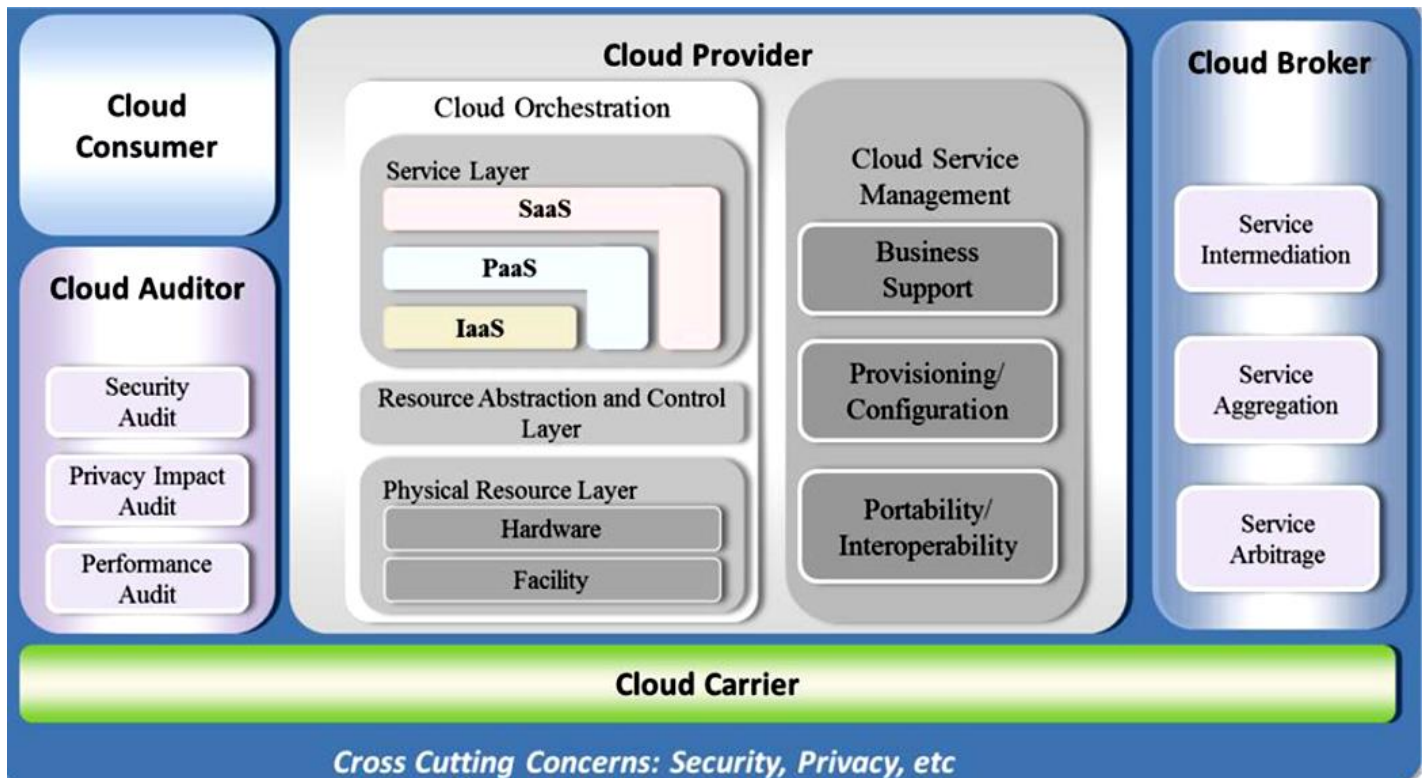 Cloud
Consumer
Cloud Auditor
Security
Audit
Privacy Impact
Audit
Performance
Audit
Cloud Provider
Cloud Orchestration
Service Layer
SaaS
PaaS
IaaS
Resource Abstraction and Control
Layer
Physical Resource Layer
Hardware
Facility
Cloud Service
Management
Business
Support
Provisioning/
Configuration
Portability/
Interoperability
Cloud Broker
Service
Intermediation
Service
Aggregation
Service
Arbitrage
Cloud Carrier
Cross Cutting Concerns: Security, Privacy, etc